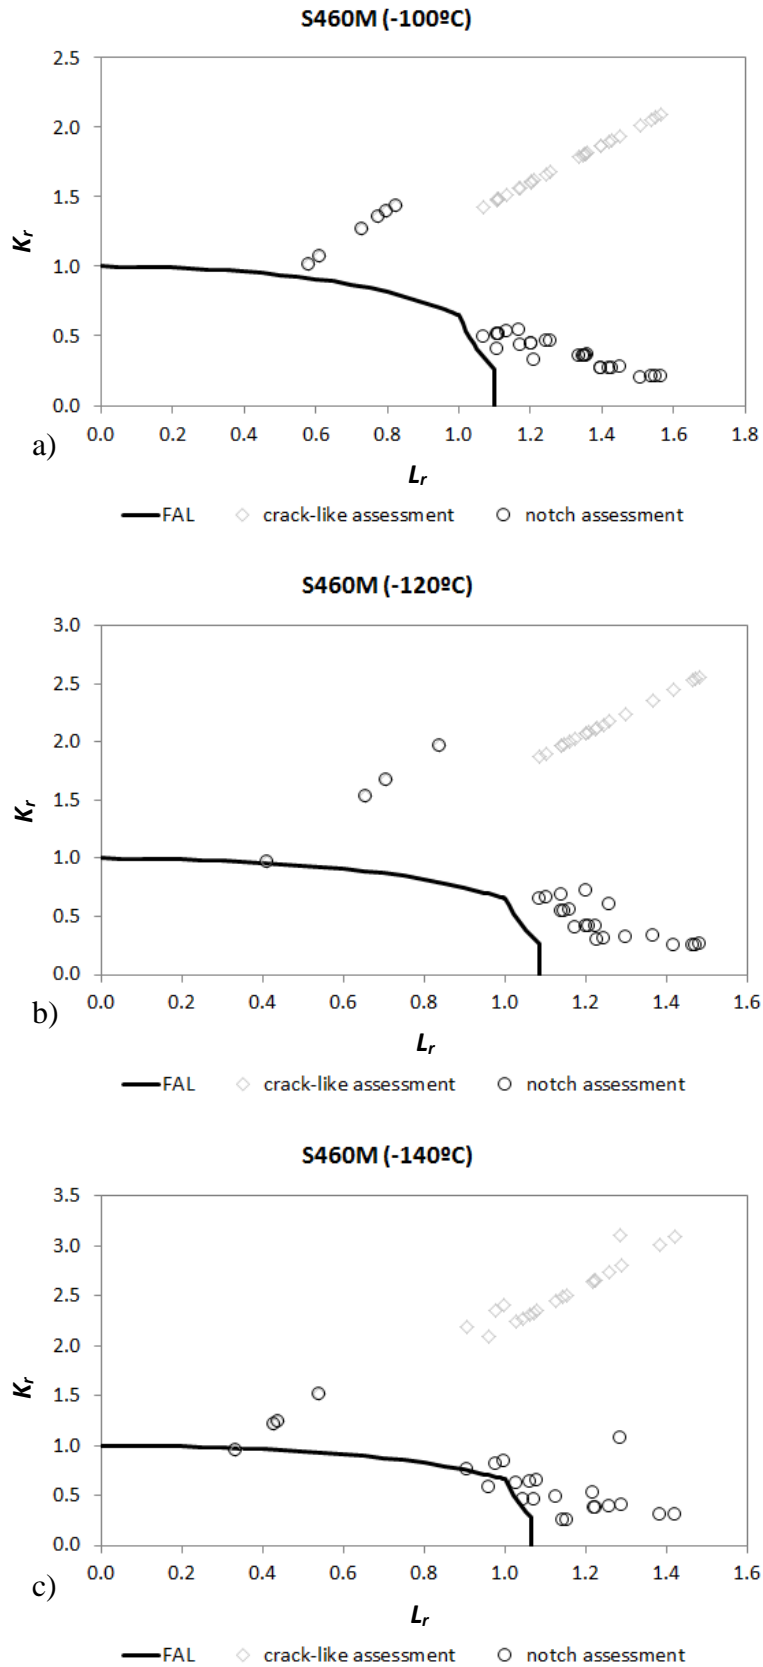 S460M (-100ºC)
2.5
2.0
1.5
1.0
0.5
0.0
Kr
0.0 0.2 0.4 0.6 0.8 1.0 1.2 1.4 1.6 1.8
a)
Lr
FAL crack-like assessment notch assessment
S460M (-120ºC)
3.0
2.5
2.0
1.5
1.0
0.5
0.0
Kr
0.0 0.2 0.4 0.6 0.8 1.0 1.2 1.4 1.6
b)
Lr
FAL crack-like assessment notch assessment
S460M (-140ºC)
3.5
3.0
2.5
2.0
1.5
1.0
0.5
0.0
Kr
0.0 0.2 0.4 0.6 0.8 1.0 1.2 1.4 1.6
c)
Lr
FAL crack-like assessment notch assessment